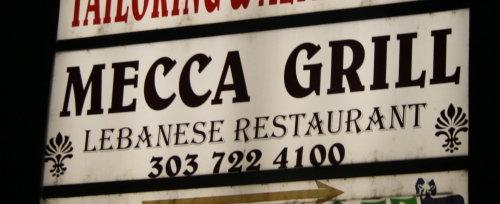 TAILORING &
MECCA GRILL
LEBANESE RESTAURANT
303 722 4100